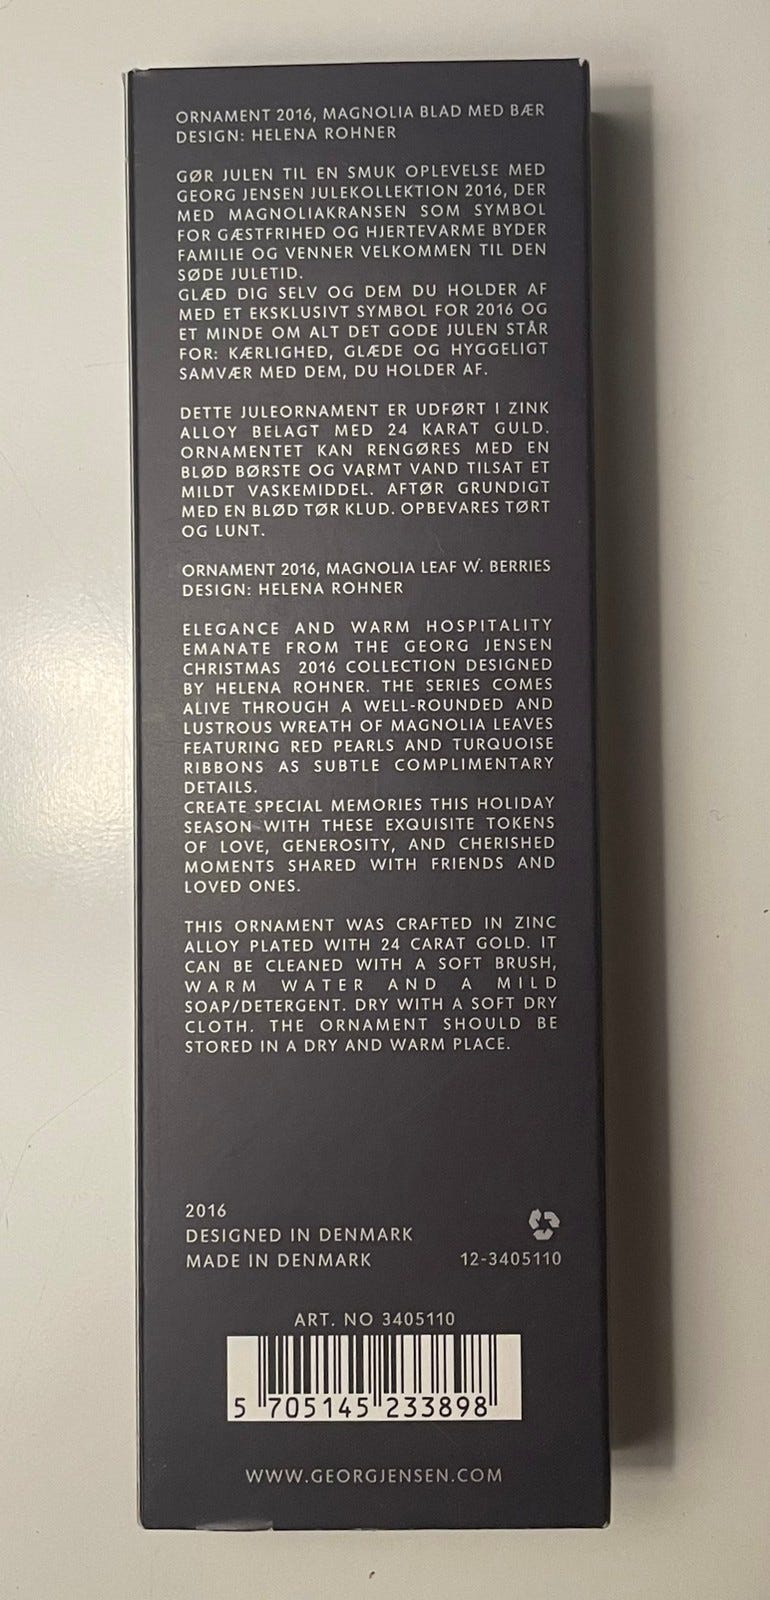 ORNAMENT 2016, MAGNOLIA BLAD MED BÆR
DESIGN: HELENA ROHNER
GØR JULEN TIL EN SMUK OPLEVELSE MED
GEORG JENSEN JULEKOLLEKTION 2016, DER
MED MAGNOLIAKRANSEN SOM SYMBOL
FOR GÆSTFRIHED OG HJERTEVARME BYDER
FAMILIE OG VENNER VELKOMMEN TIL DEN
SØDE JULETID.
GLÆD DIG SELV OG DEM DU HOLDER AF
MED ET EKSKLUSIVT SYMBOL FOR 2016 OG
ET MINDE OM ALT DET GODE JULEN STÅR
FOR: KÆRLIGHED, GLÆDE OG HYGGELIGT
SAMVÆR MED DEM, DU HOLDER AF.
DETTE JULEORNAMENT ER UDFØRT I ZINK
ALLOY BELAGT MED 24 KARAT GULD.
ORNAMENTET KAN RENGØRES MED EN
BLØD BØRSTE OG VARMT VAND TILSAT ET
MILDT VASKEMIDDEL. AFTØR GRUNDIGT
MED EN BLØD TØR KLUD. OPBEVARES TØRT
OG LUNT.
ORNAMENT 2016, MAGNOLIA LEAF W. BERRIES
DESIGN: HELENA ROHNER
ELEGANCE AND WARM HOSPITALITY
EMANATE FROM THE GEORG JENSEN
CHRISTMAS 2016 COLLECTION DESIGNED
BY HELENA ROHNER. THE SERIES COMES
ALIVE THROUGH A WELL-ROUNDED AND
LUSTROUS WREATH OF MAGNOLIA LEAVES
FEATURING RED PEARLS AND TURQUOISE
RIBBONS AS SUBTLE COMPLIMENTARY
DETAILS.
CREATE SPECIAL MEMORIES THIS HOLIDAY
SEASON WITH THESE EXQUISITE TOKENS
OF LOVE, GENEROSITY, AND CHERISHED
MOMENTS SHARED WITH FRIENDS AND
LOVED ONES.
THIS ORNAMENT WAS CRAFTED IN ZINC
ALLOY PLATED WITH 24 CARAT GOLD. IT
CAN BE CLEANED WITH A SOFT BRUSH,
WARM WATER AND A MILD
SOAP/DETERGENT. DRY WITH A SOFT DRY
CLOTH. THE ORNAMENT SHOULD BE
STORED IN A DRY AND WARM PLACE.
2016
DESIGNED IN DENMARK
MADE IN DENMARK 12-3405110
ART. NO 3405110
5 705145 233898
WWW.GEORGJENSEN.COM